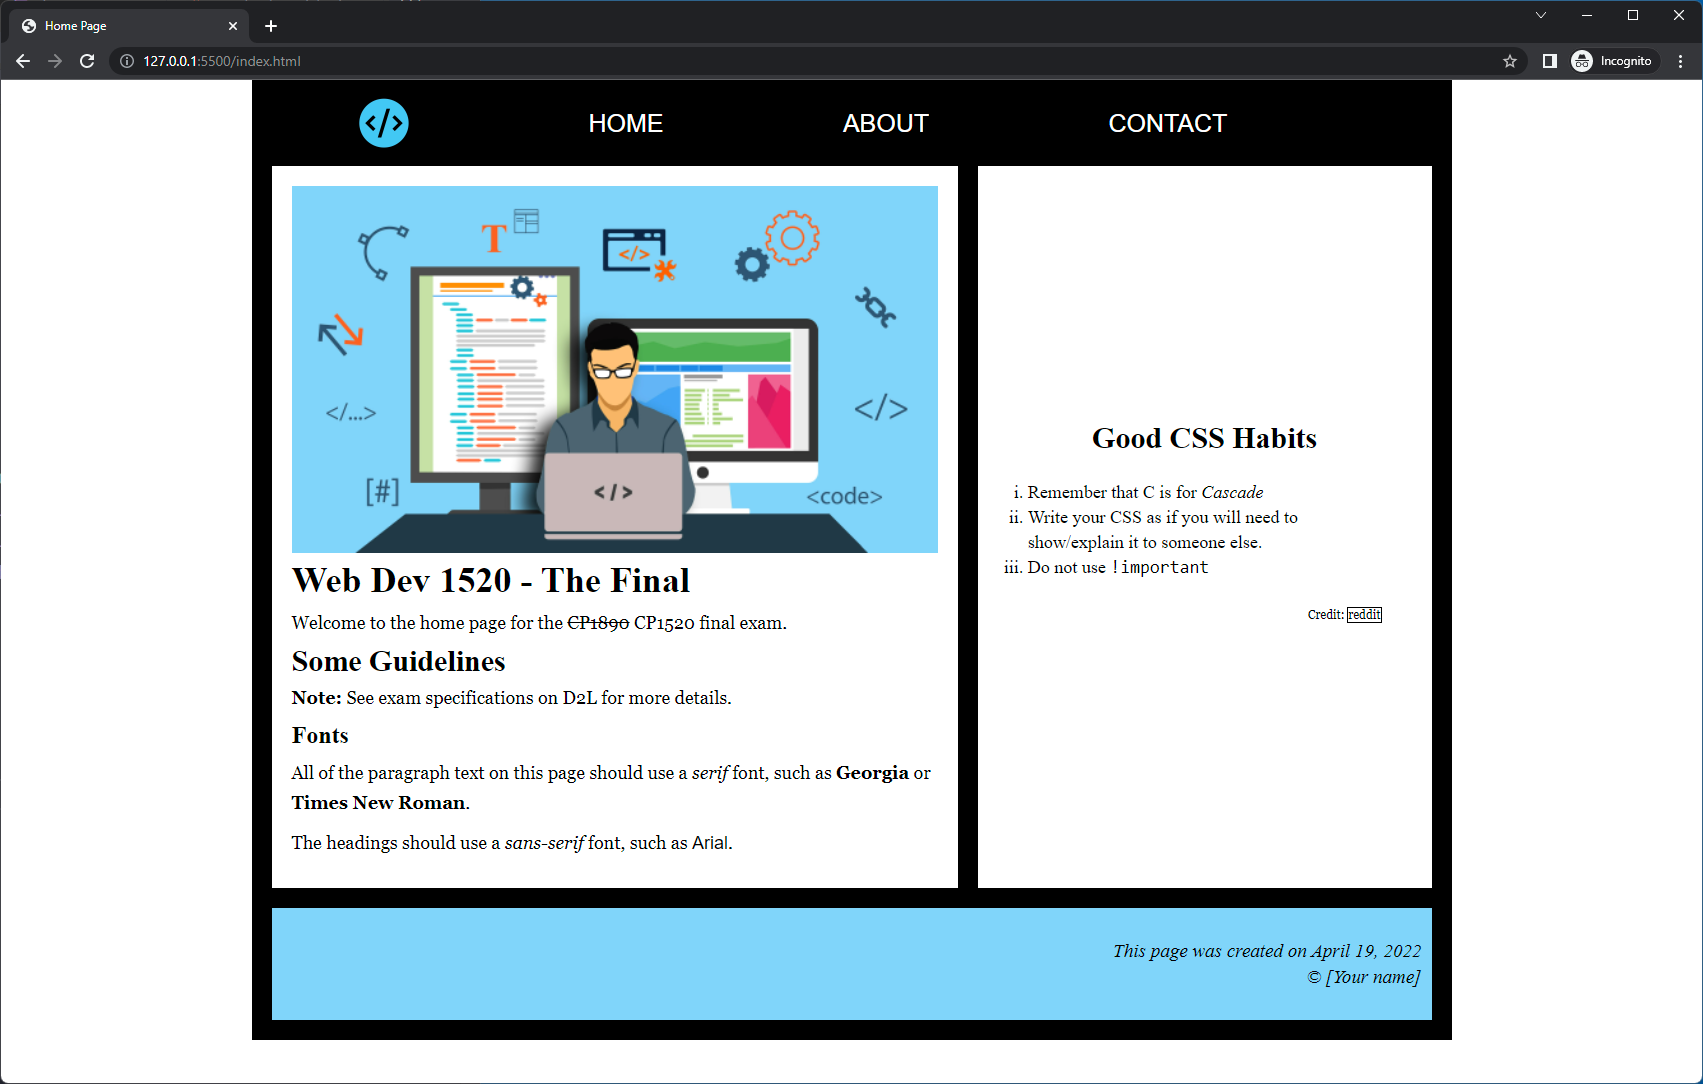 Home Page
127.0.0.1:5500/index.html
Incognito
</>
HOME
ABOUT
CONTACT
T
</>
</...>
</>
[#]
</>
<code>
Web Dev 1520 - The Final
Welcome to the home page for the CP1890 CP1520 final exam.
Some Guidelines
Note: See exam specifications on D2L for more details.
Fonts
All of the paragraph text on this page should use a serif font, such as Georgia or
Times New Roman.
The headings should use a sans-serif font, such as Arial.
Good CSS Habits
i. Remember that C is for Cascade
ii. Write your CSS as if you will need to
show/explain it to someone else.
iii. Do not use !important
Credit: reddit
This page was created on April 19, 2022
© [Your name]